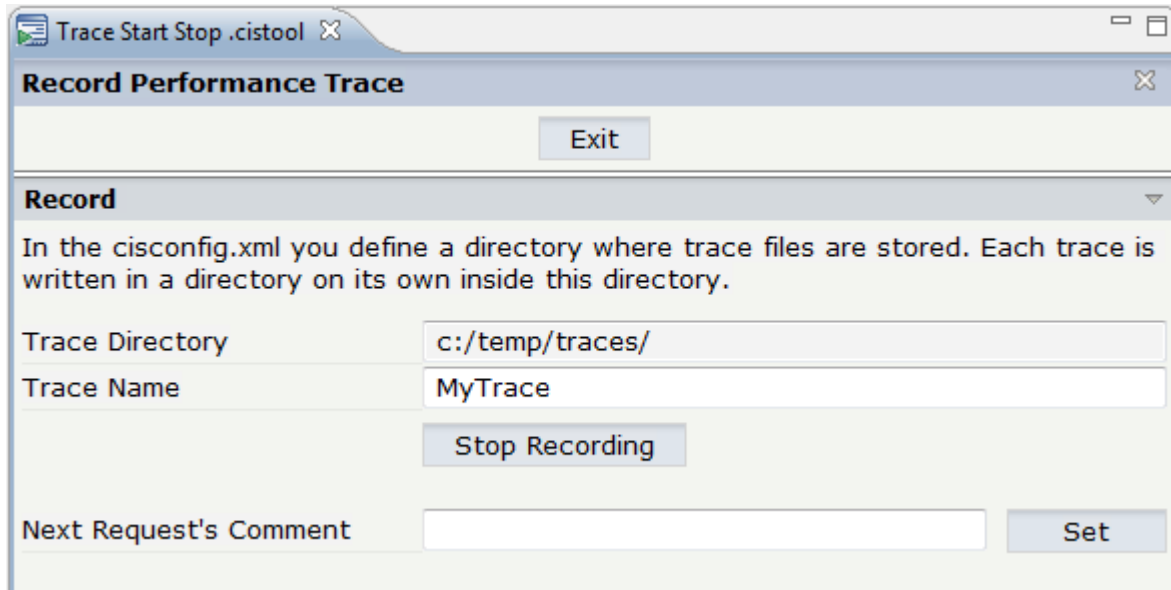 Trace Start Stop .cistool
Record Performance Trace
Exit
Record
In the cisconfig.xml you define a directory where trace files are stored. Each trace is
written in a directory on its own inside this directory.
Trace Directory c:/temp/traces/
Trace Name MyTrace
Stop Recording
Next Request's Comment Set